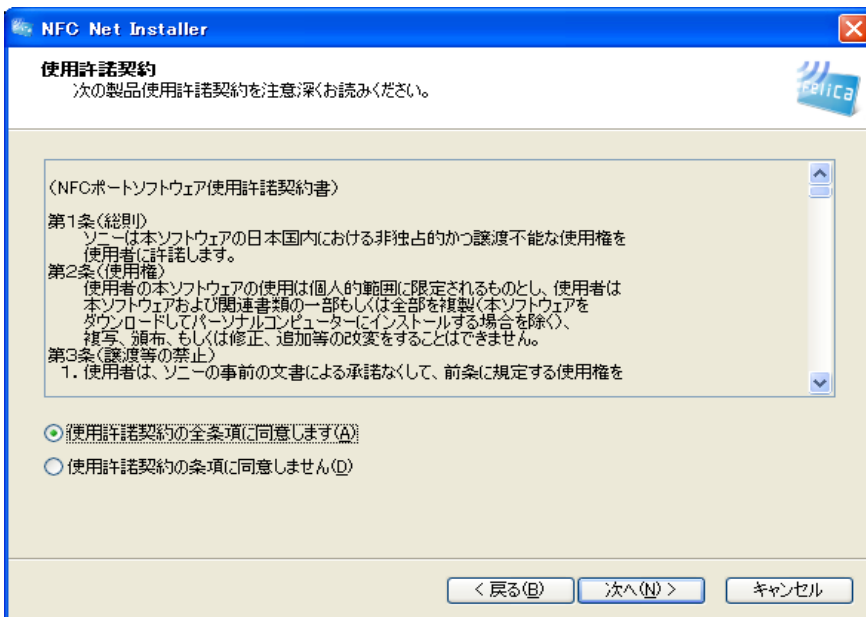 NFC Net Installer
使用許諾契約
次の製品使用許諾契約を注意深くお読みください。
FeliCa
(NFCポートソフトウェア使用許諾契約書)
第1条(総則)
ソニーは本ソフトウェアの日本国内における非独占的かつ譲渡不能な使用権を
使用者に許諾します。
第2条(使用権)
使用者の本ソフトウェアの使用は個人的範囲に限定されるものとし、使用者は
本ソフトウェアおよび関連書類の一部もしくは全部を複製(本ソフトウェアを
ダウンロードしてパーソナルコンピューターにインストールする場合を除く)、
複写、頒布、もしくは修正、追加等の改変をすることはできません。
第3条(譲渡等の禁止)
1. 使用者は、ソニーの事前の文書による承諾なくして、前条に規定する使用権を
使用許諾契約の全条項に同意します(A)
使用許諾契約の条項に同意しません(D)
< 戻る(B) 次へ(N) > キャンセル